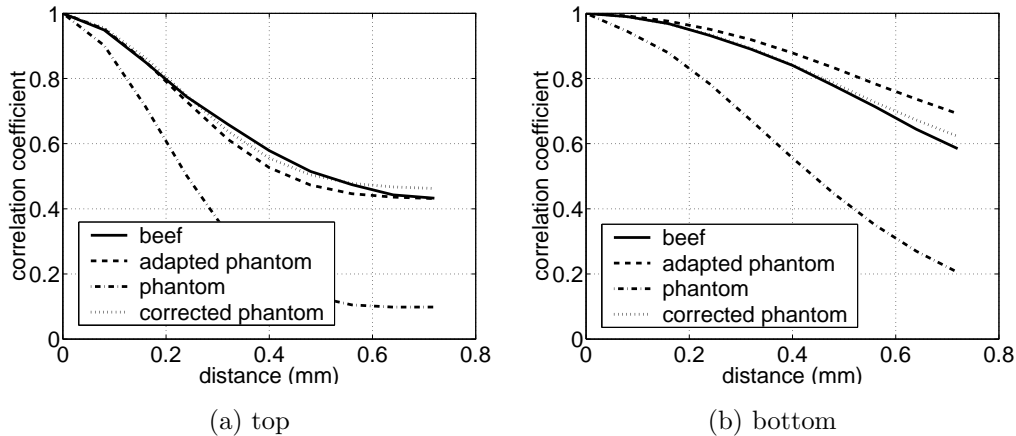 1
0.8
0.6
0.4
0.2
0
correlation coefficient
beef
adapted phantom
phantom
corrected phantom
0 0.2 0.4 0.6 0.8
distance (mm)
(a) top
1
0.8
0.6
0.4
0.2
0
correlation coefficient
beef
adapted phantom
phantom
corrected phantom
0 0.2 0.4 0.6 0.8
distance (mm)
(b) bottom